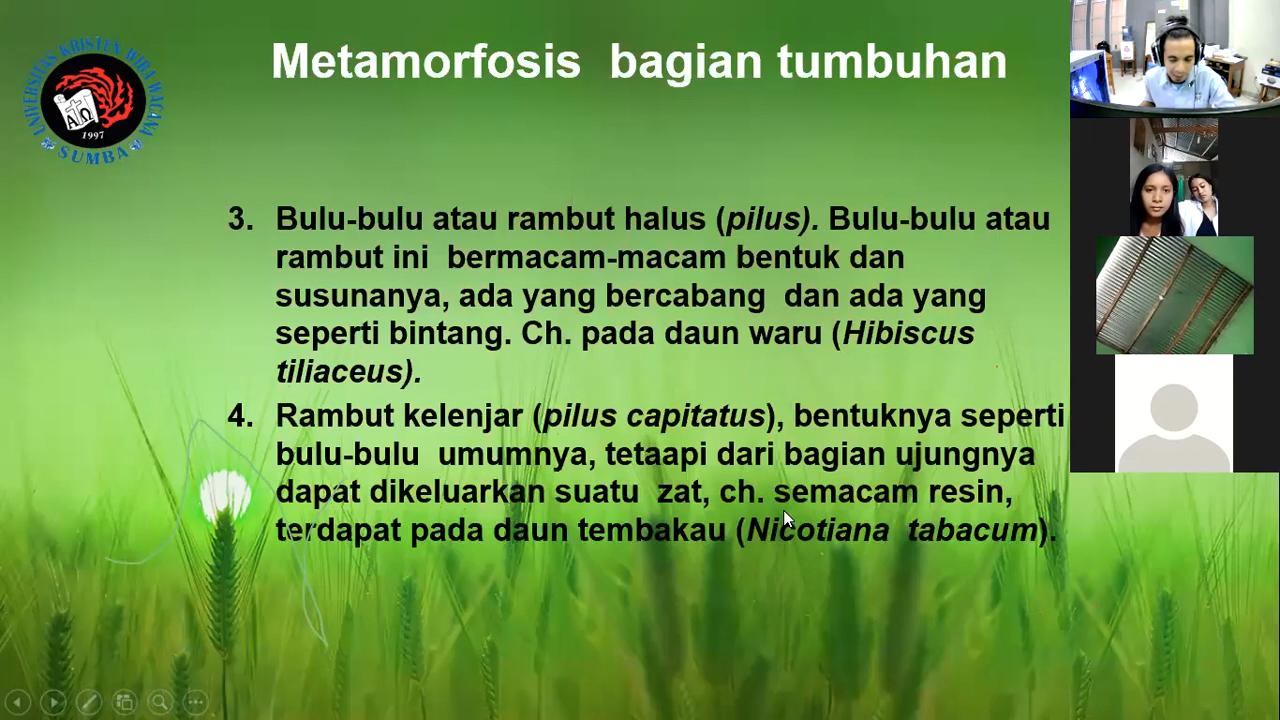 Metamorfosis bagian tumbuhan
UNIVERSITAS KRISTEN WIRA WACANA
SUMBA
A Ω
1997
3. Bulu-bulu atau rambut halus (pilus). Bulu-bulu atau
rambut ini bermacam-macam bentuk dan
susunanya, ada yang bercabang dan ada yang
seperti bintang. Ch. pada daun waru (Hibiscus
tiliaceus).
4. Rambut kelenjar (pilus capitatus), bentuknya seperti
bulu-bulu umumnya, tetaapi dari bagian ujungnya
dapat dikeluarkan suatu zat, ch. semacam resin,
terdapat pada daun tembakau (Nicotiana tabacum).